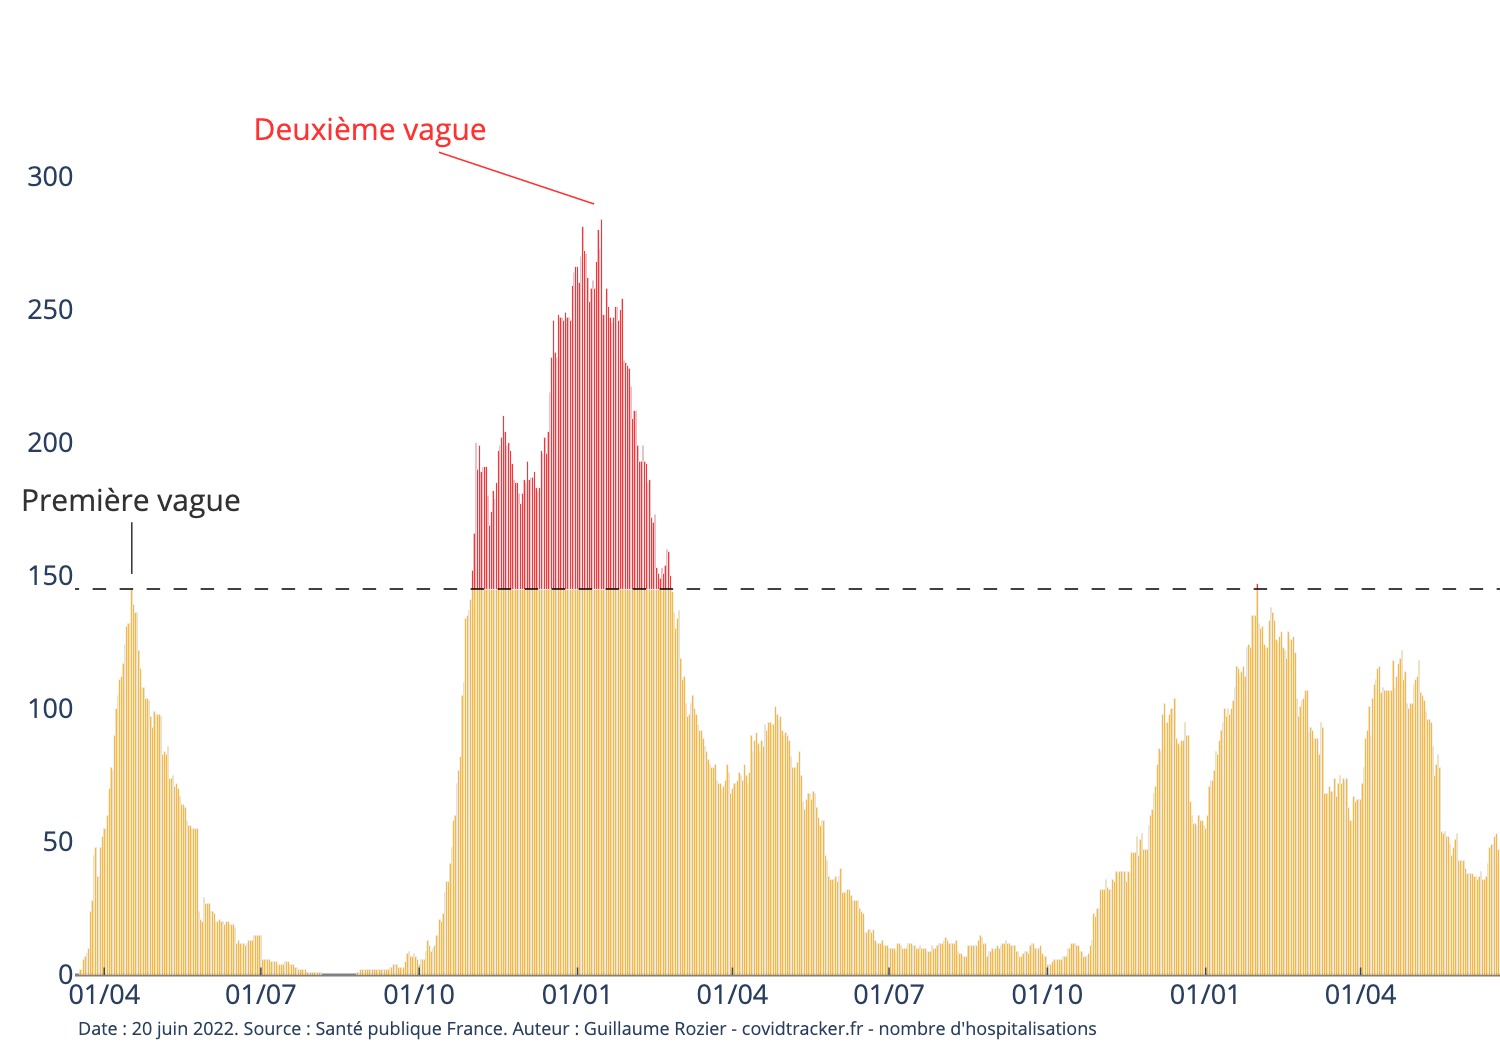 Deuxième vague
300
250
200
Première vague
150
100
50
0
01/04 01/07 01/10 01/01 01/04 01/07 01/10 01/01 01/04
Date : 20 juin 2022. Source : Santé publique France. Auteur : Guillaume Rozier - covidtracker.fr - nombre d'hospitalisations